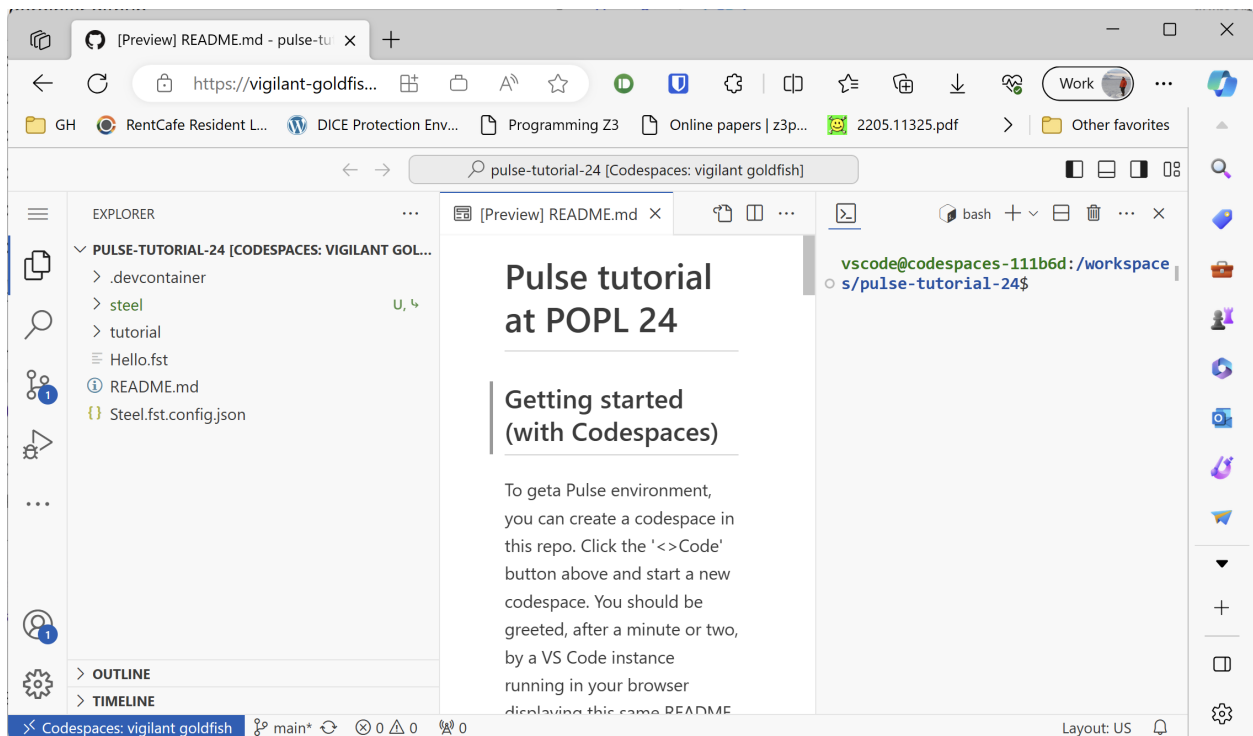 [Preview] README.md - pulse-tu
https://vigilant-goldfis...
Work
GH
RentCafe Resident L...
DICE Protection Env...
Programming Z3
Online papers | z3p...
2205.11325.pdf
Other favorites
pulse-tutorial-24 [Codespaces: vigilant goldfish]
EXPLORER
PULSE-TUTORIAL-24 [CODESPACES: VIGILANT GOL...
.devcontainer
steel
U,
tutorial
Hello.fst
README.md
{} Steel.fst.config.json
1
1
OUTLINE
TIMELINE
[Preview] README.md
Pulse tutorial
at POPL 24
Getting started
(with Codespaces)
To geta Pulse environment,
you can create a codespace in
this repo. Click the '<>Code'
button above and start a new
codespace. You should be
greeted, after a minute or two,
by a VS Code instance
running in your browser
displaying this same README
bash
vscode@codespaces-111b6d:/workspace
s/pulse-tutorial-24$
Codespaces: vigilant goldfish
main*
0
0
0
Layout: US